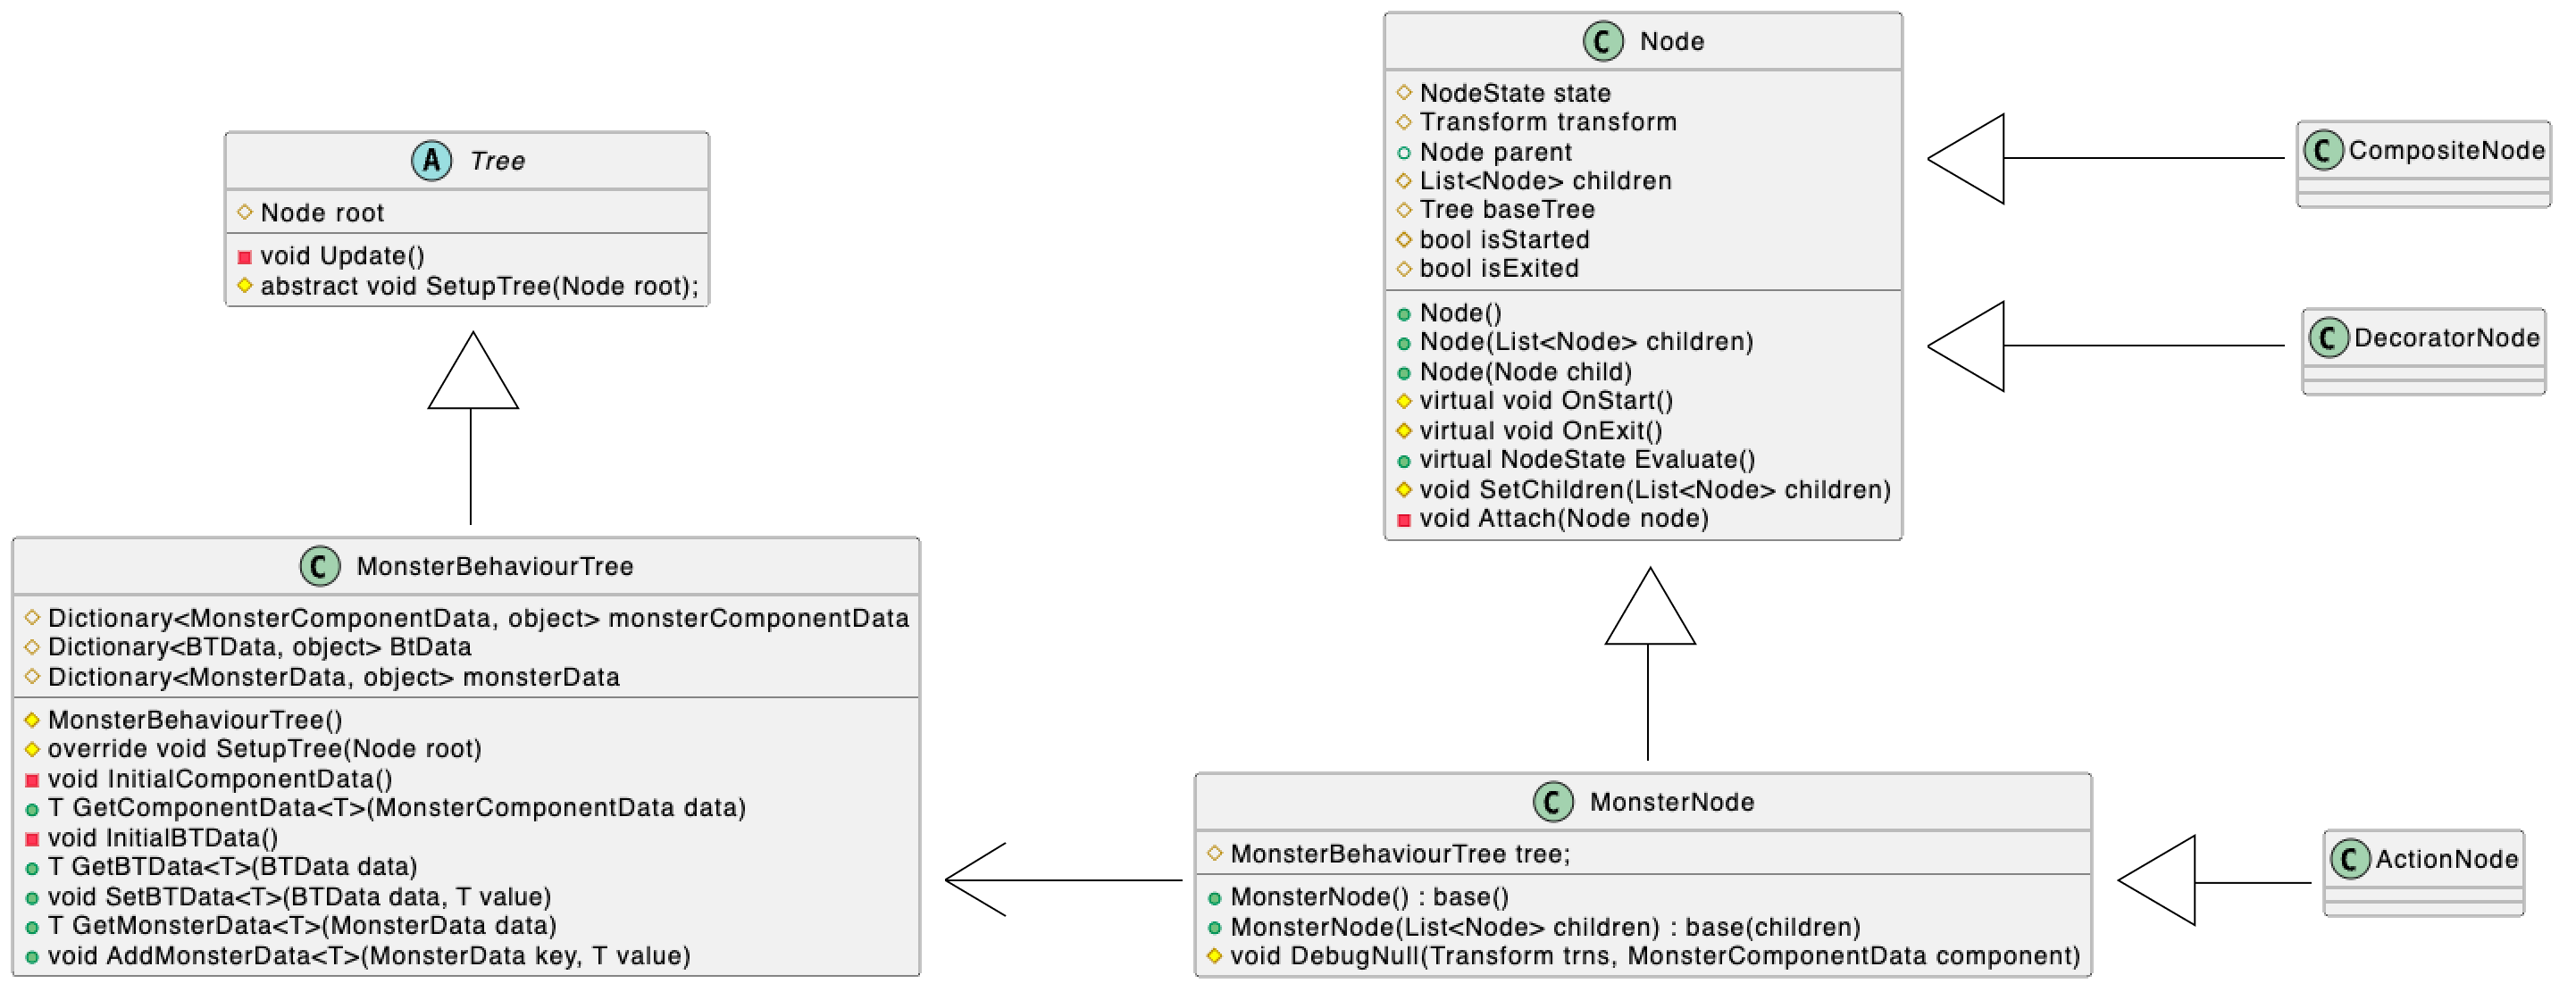 A Tree
Node root
void Update()
abstract void SetupTree(Node root);
C MonsterBehaviourTree
Dictionary<MonsterComponentData, object> monsterComponentData
Dictionary<BTData, object> BtData
Dictionary<MonsterData, object> monsterData
MonsterBehaviourTree()
override void SetupTree(Node root)
void InitialComponentData()
T GetComponentData<T>(MonsterComponentData data)
void InitialBTData()
T GetBTData<T>(BTData data)
void SetBTData<T>(BTData data, T value)
T GetMonsterData<T>(MonsterData data)
void AddMonsterData<T>(MonsterData key, T value)
C Node
NodeState state
Transform transform
Node parent
List<Node> children
Tree baseTree
bool isStarted
bool isExited
Node()
Node(List<Node> children)
Node(Node child)
virtual void OnStart()
virtual void OnExit()
virtual NodeState Evaluate()
void SetChildren(List<Node> children)
void Attach(Node node)
C MonsterNode
MonsterBehaviourTree tree;
MonsterNode() : base()
MonsterNode(List<Node> children) : base(children)
void DebugNull(Transform trns, MonsterComponentData component)
C CompositeNode
C DecoratorNode
C ActionNode